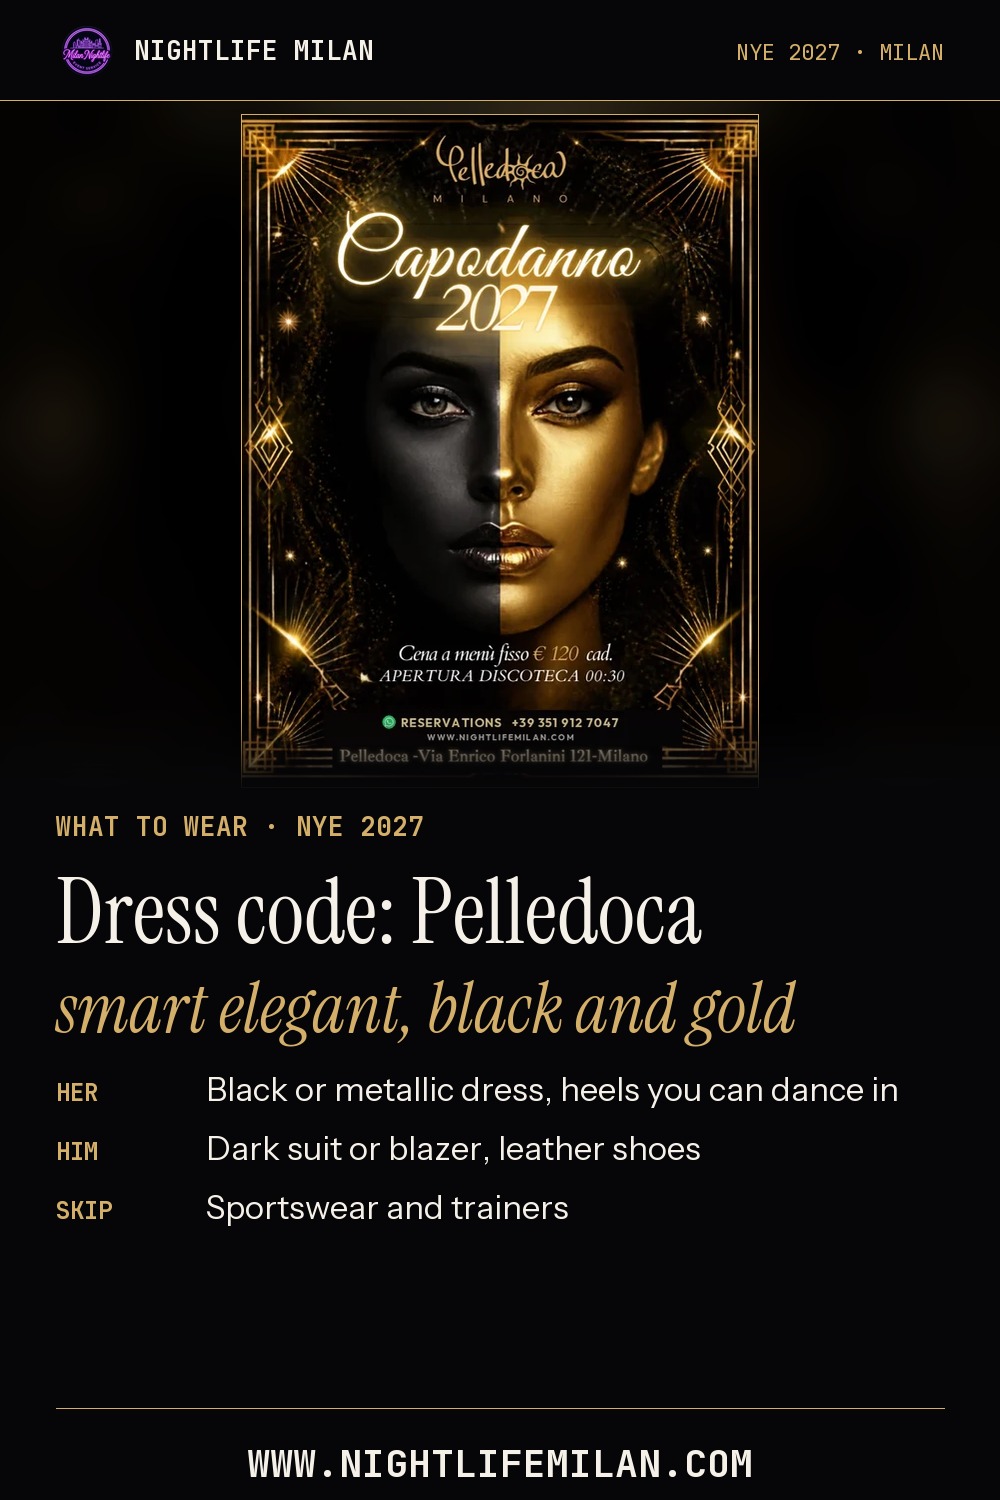 Milan Nightlife
NIGHTLIFE MILAN
NYE 2027 · MILAN
Pelledoca
MILANO
Capodanno
2027
Cena a menù fisso € 120 cad.
APERTURA DISCOTECA 00:30
RESERVATIONS +39 351 912 7047
WWW.NIGHTLIFEMILAN.COM
Pelledoca -Via Enrico Forlanini 121-Milano
WHAT TO WEAR · NYE 2027
Dress code: Pelledoca
smart elegant, black and gold
HER Black or metallic dress, heels you can dance in
HIM Dark suit or blazer, leather shoes
SKIP Sportswear and trainers
WWW.NIGHTLIFEMILAN.COM